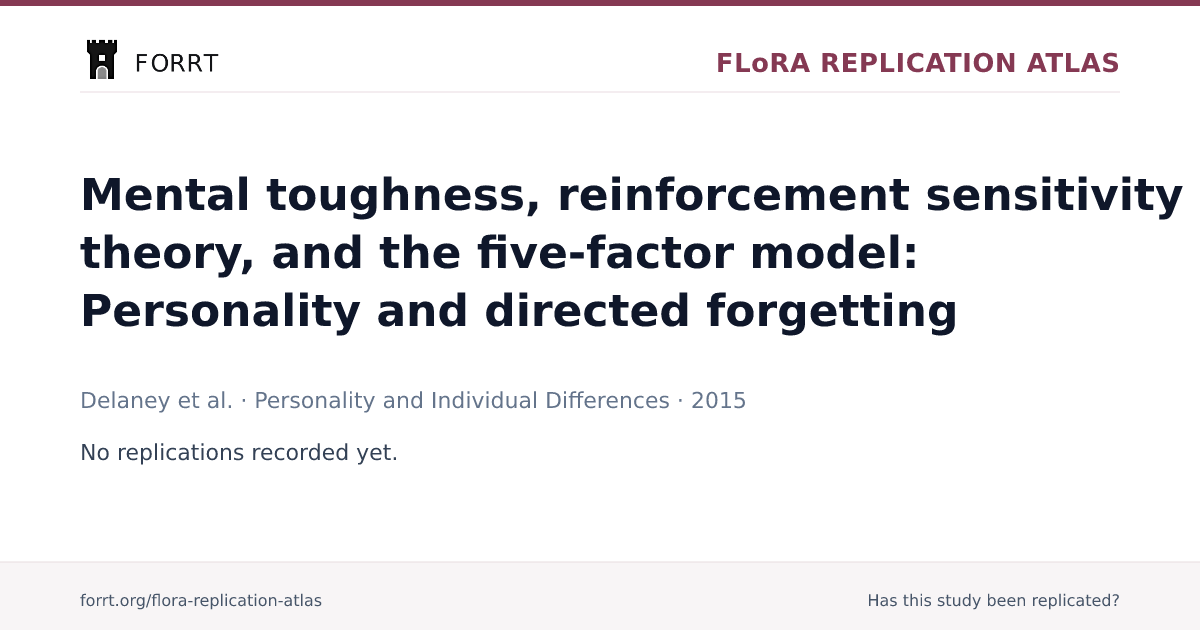 FORRT
FLoRA REPLICATION ATLAS
Mental toughness, reinforcement sensitivity
theory, and the five-factor model:
Personality and directed forgetting
Delaney et al. · Personality and Individual Differences · 2015
No replications recorded yet.
forrt.org/flora-replication-atlas
Has this study been replicated?